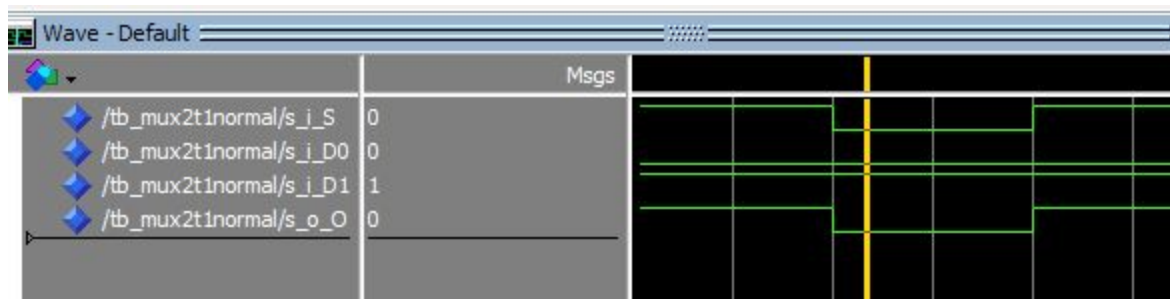 Wave - Default
Msgs
/tb_mux2t1normal/s_i_S 0
/tb_mux2t1normal/s_i_D0 0
/tb_mux2t1normal/s_i_D1 1
/tb_mux2t1normal/s_o_O 0